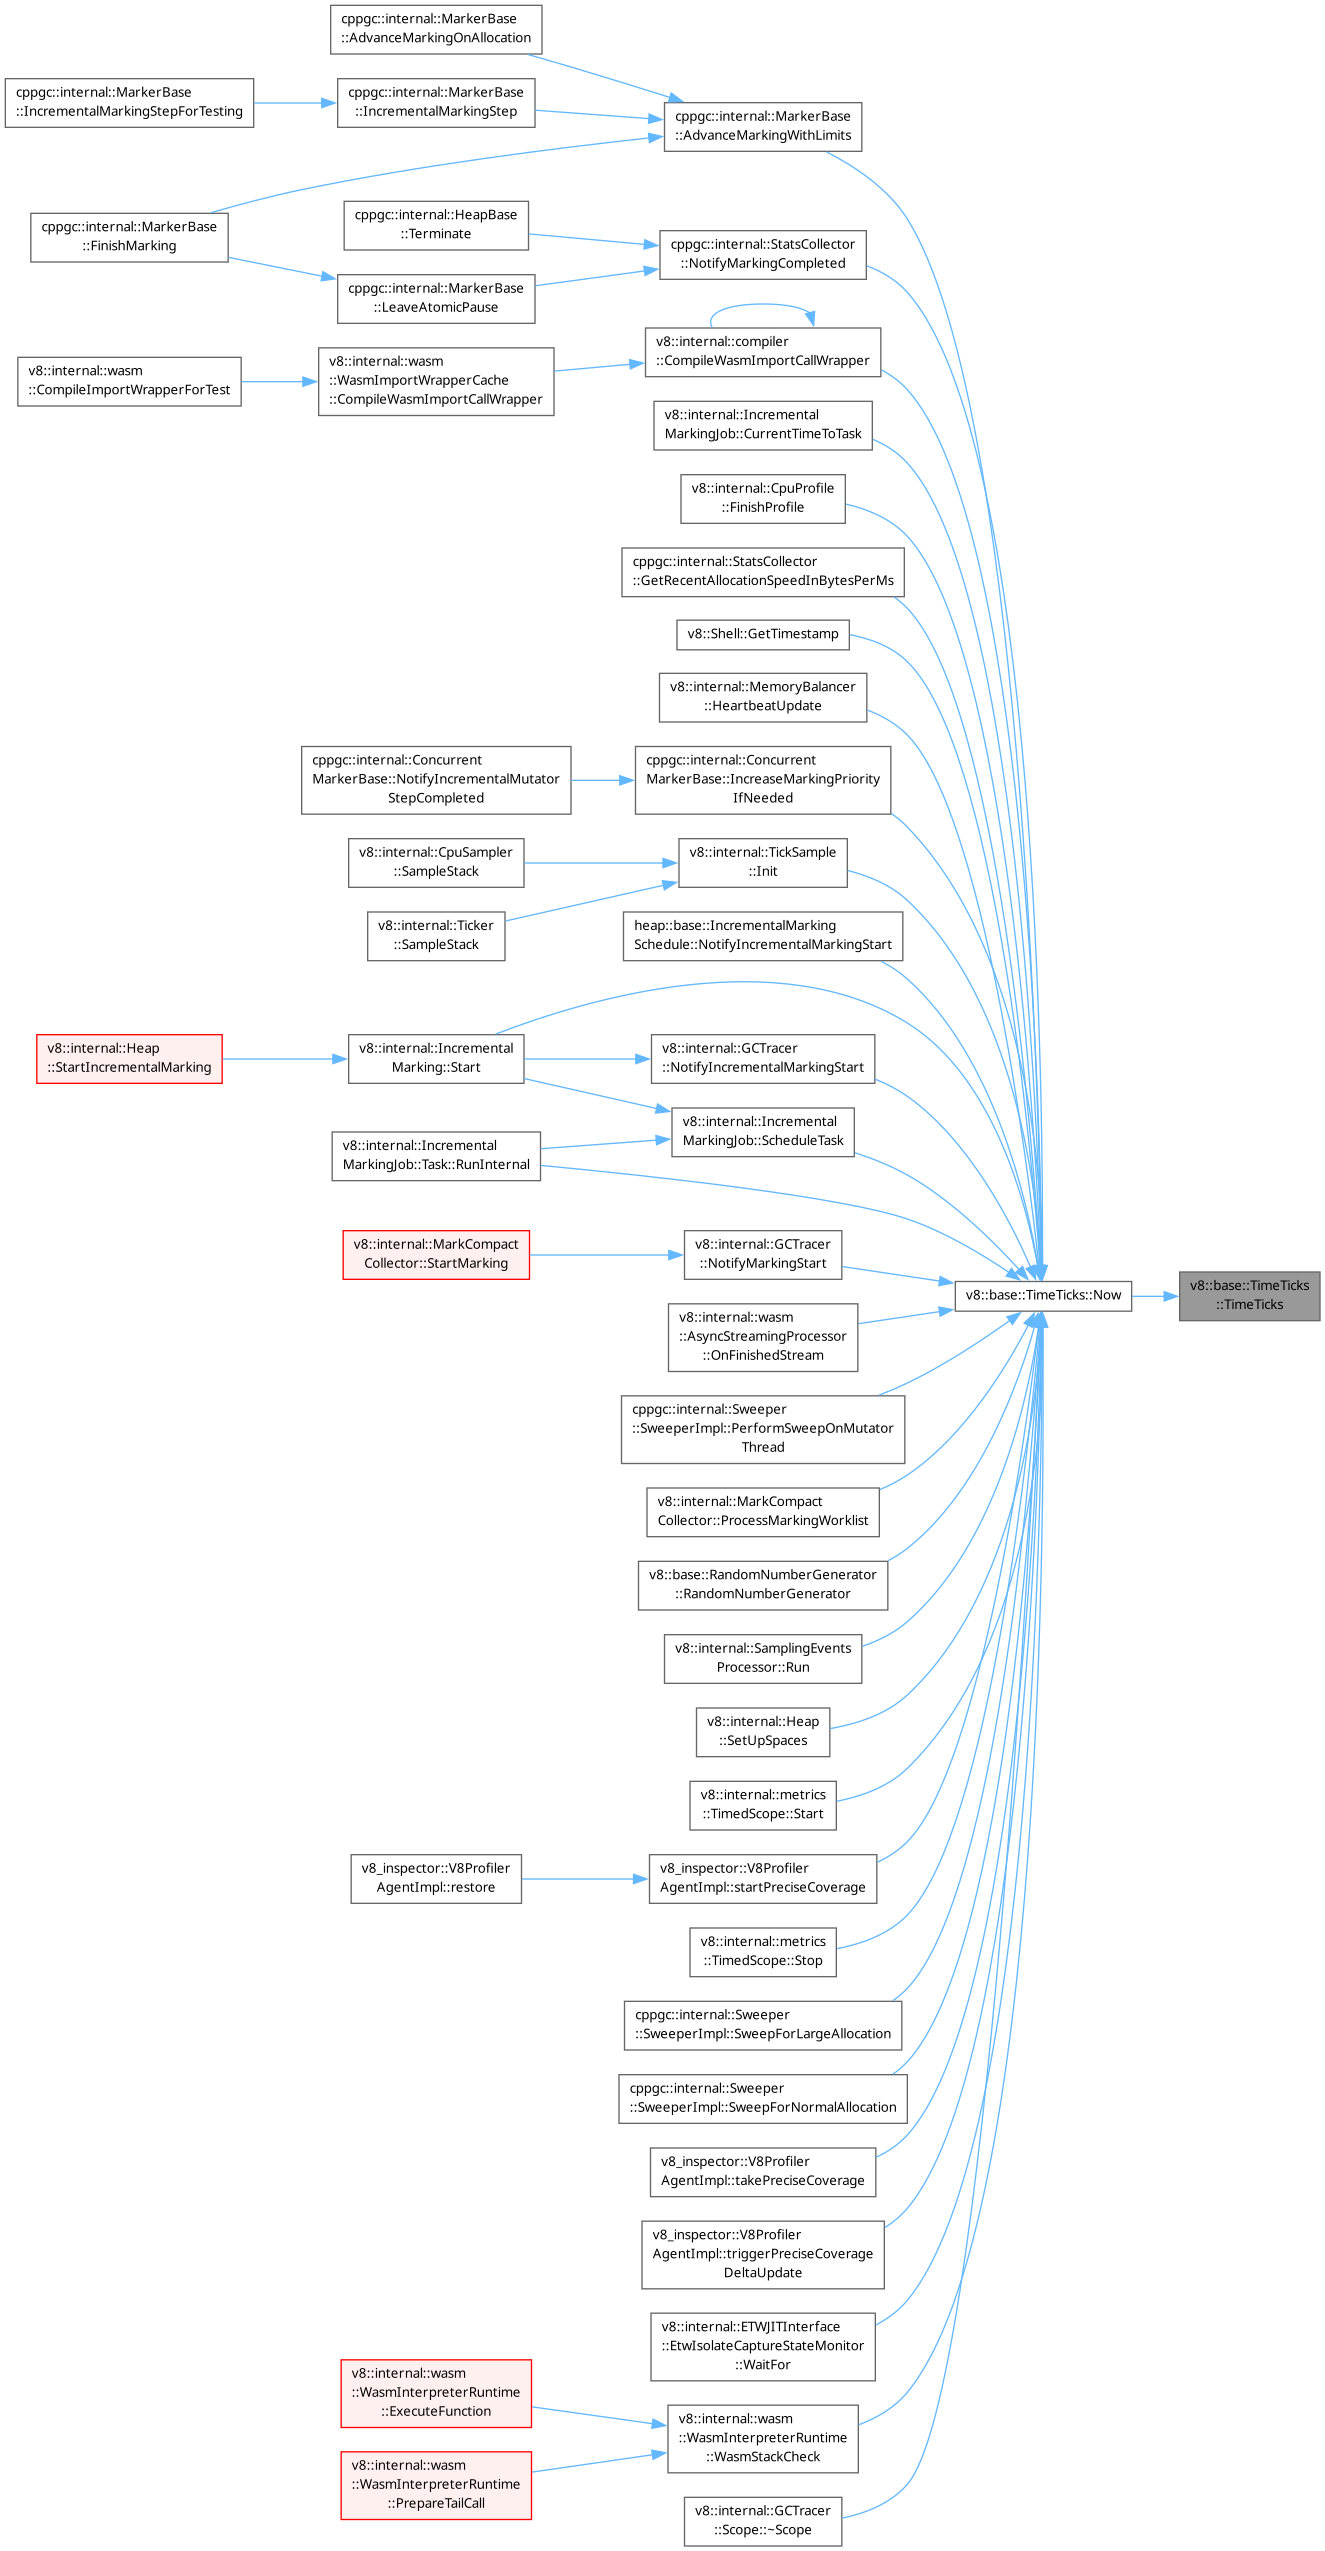 cppgc::internal::MarkerBase
::AdvanceMarkingOnAllocation
cppgc::internal::MarkerBase
::IncrementalMarkingStepForTesting
cppgc::internal::MarkerBase
::IncrementalMarkingStep
cppgc::internal::MarkerBase
::AdvanceMarkingWithLimits
cppgc::internal::MarkerBase
::FinishMarking
cppgc::internal::HeapBase
::Terminate
cppgc::internal::StatsCollector
::NotifyMarkingCompleted
cppgc::internal::MarkerBase
::LeaveAtomicPause
v8::internal::wasm
::CompileImportWrapperForTest
v8::internal::wasm
::WasmImportWrapperCache
::CompileWasmImportCallWrapper
v8::internal::compiler
::CompileWasmImportCallWrapper
v8::internal::Incremental
MarkingJob::CurrentTimeToTask
v8::internal::CpuProfile
::FinishProfile
cppgc::internal::StatsCollector
::GetRecentAllocationSpeedInBytesPerMs
v8::Shell::GetTimestamp
v8::internal::MemoryBalancer
::HeartbeatUpdate
cppgc::internal::Concurrent
MarkerBase::NotifyIncrementalMutator
StepCompleted
cppgc::internal::Concurrent
MarkerBase::IncreaseMarkingPriority
IfNeeded
v8::internal::CpuSampler
::SampleStack
v8::internal::TickSample
::Init
v8::internal::Ticker
::SampleStack
heap::base::IncrementalMarking
Schedule::NotifyIncrementalMarkingStart
v8::internal::Heap
::StartIncrementalMarking
v8::internal::Incremental
Marking::Start
v8::internal::GCTracer
::NotifyIncrementalMarkingStart
v8::internal::Incremental
MarkingJob::Task::RunInternal
v8::internal::Incremental
MarkingJob::ScheduleTask
v8::internal::MarkCompact
Collector::StartMarking
v8::internal::GCTracer
::NotifyMarkingStart
v8::base::TimeTicks::Now
v8::base::TimeTicks
::TimeTicks
v8::internal::wasm
::AsyncStreamingProcessor
::OnFinishedStream
cppgc::internal::Sweeper
::SweeperImpl::PerformSweepOnMutator
Thread
v8::internal::MarkCompact
Collector::ProcessMarkingWorklist
v8::base::RandomNumberGenerator
::RandomNumberGenerator
v8::internal::SamplingEvents
Processor::Run
v8::internal::Heap
::SetUpSpaces
v8::internal::metrics
::TimedScope::Start
v8_inspector::V8Profiler
AgentImpl::restore
v8_inspector::V8Profiler
AgentImpl::startPreciseCoverage
v8::internal::metrics
::TimedScope::Stop
cppgc::internal::Sweeper
::SweeperImpl::SweepForLargeAllocation
cppgc::internal::Sweeper
::SweeperImpl::SweepForNormalAllocation
v8_inspector::V8Profiler
AgentImpl::takePreciseCoverage
v8_inspector::V8Profiler
AgentImpl::triggerPreciseCoverage
DeltaUpdate
v8::internal::ETWJITInterface
::EtwIsolateCaptureStateMonitor
::WaitFor
v8::internal::wasm
::WasmInterpreterRuntime
::ExecuteFunction
v8::internal::wasm
::WasmInterpreterRuntime
::WasmStackCheck
v8::internal::wasm
::WasmInterpreterRuntime
::PrepareTailCall
v8::internal::GCTracer
::Scope::~Scope